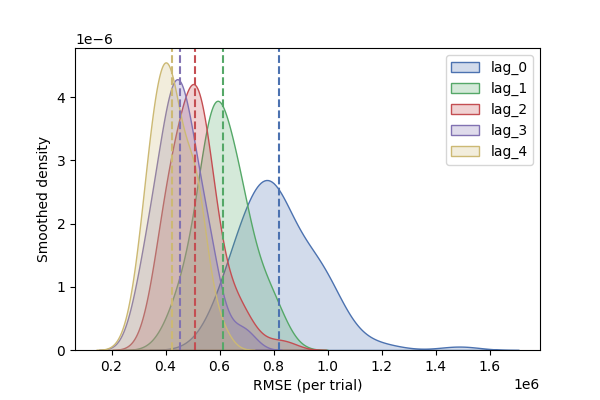 1e−6
Smoothed density
4
3
2
1
0
lag_0
lag_1
lag_2
lag_3
lag_4
0.2 0.4 0.6 0.8 1.0 1.2 1.4 1.6
RMSE (per trial)
1e6